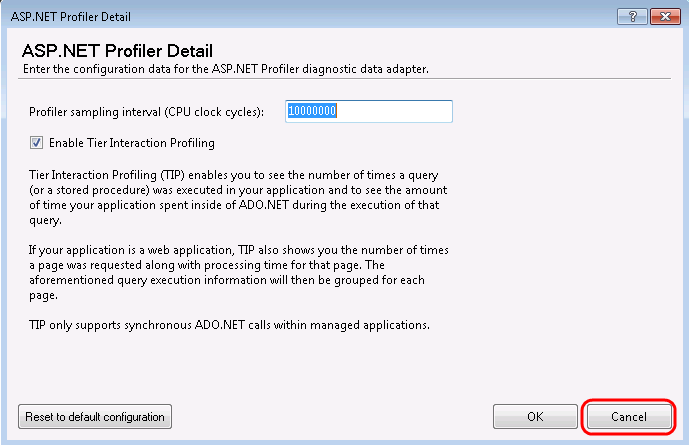 ASP.NET Profiler Detail
ASP.NET Profiler Detail
Enter the configuration data for the ASP.NET Profiler diagnostic data adapter.
Profiler sampling interval (CPU clock cycles): 10000000
Enable Tier Interaction Profiling
Tier Interaction Profiling (TIP) enables you to see the number of times a query
(or a stored procedure) was executed in your application and to see the amount
of time your application spent inside of ADO.NET during the execution of that
query.
If your application is a web application, TIP also shows you the number of times
a page was requested along with processing time for that page. The
aforementioned query execution information will then be grouped for each
page.
TIP only supports synchronous ADO.NET calls within managed applications.
Reset to default configuration OK Cancel